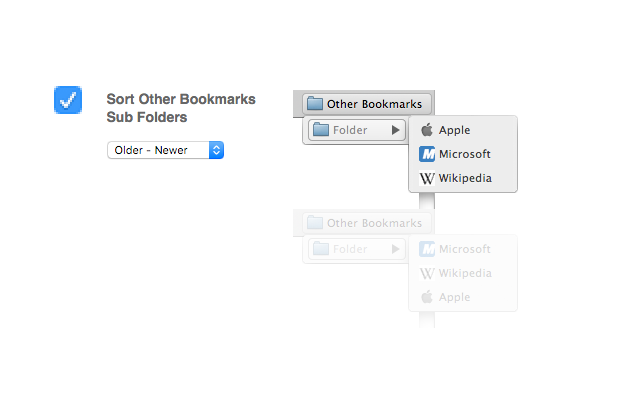 Sort Other Bookmarks
Sub Folders
Older - Newer
Other Bookmarks
Folder
Apple
Microsoft
Wikipedia
Other Bookmarks
Folder
Microsoft
Wikipedia
Apple